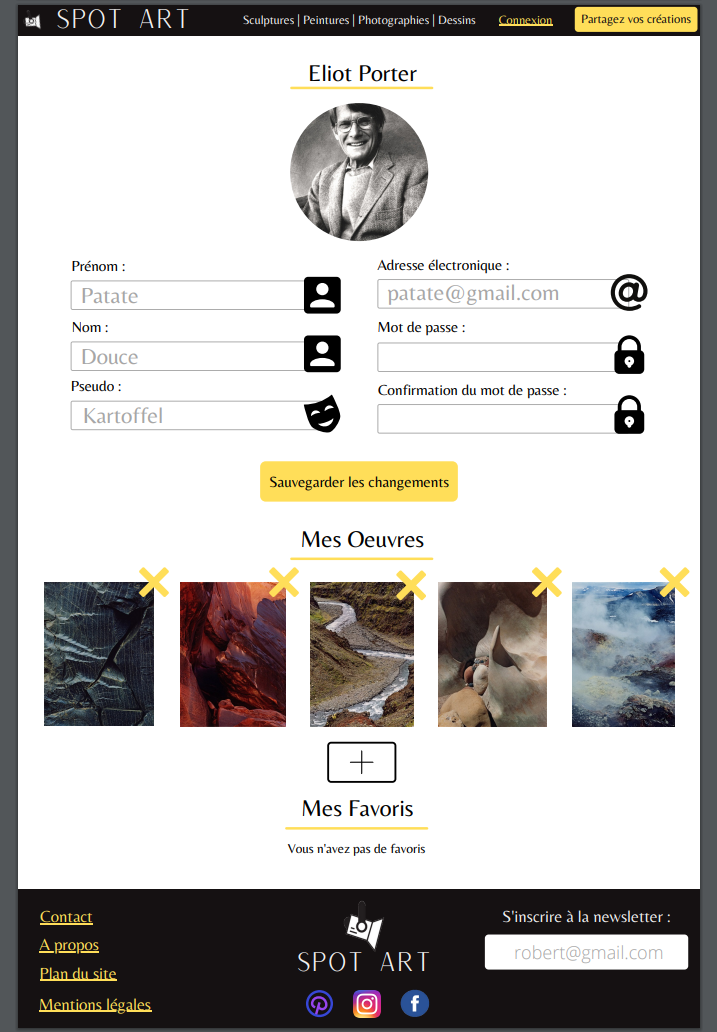 SPOT ART
Sculptures | Peintures | Photographies | Dessins
Connexion
Partagez vos créations
Eliot Porter
Prénom :
Patate
Nom :
Douce
Pseudo :
Kartoffel
Adresse électronique :
patate@gmail.com
Mot de passe :
Confirmation du mot de passe :
Sauvegarder les changements
Mes Oeuvres
Mes Favoris
Vous n'avez pas de favoris
Contact
A propos
Plan du site
Mentions légales
SPOT ART
S'inscrire à la newsletter :
robert@gmail.com